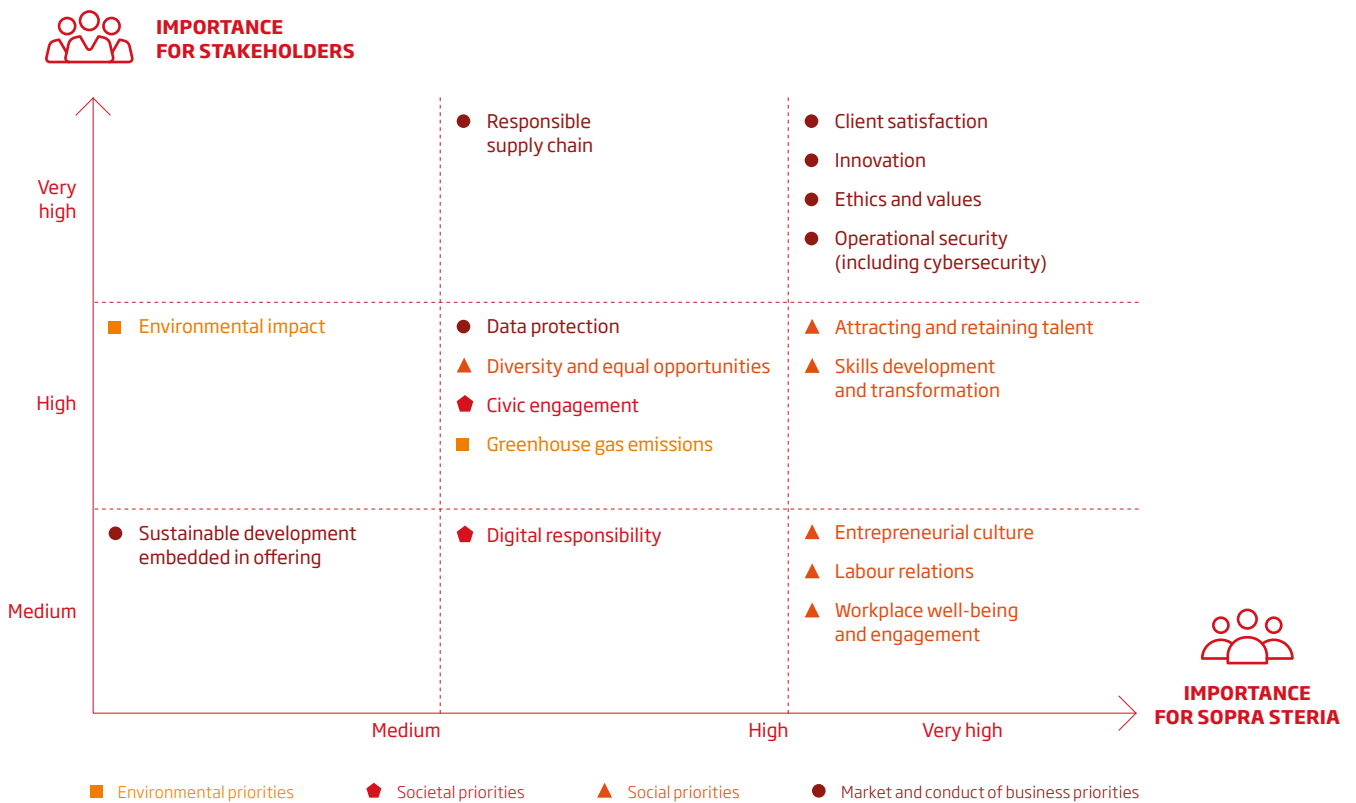 IMPORTANCE
FOR STAKEHOLDERS
Very
high
High
Medium
Responsible
supply chain
Client satisfaction
Innovation
Ethics and values
Operational security
(including cybersecurity)
Environmental impact
Data protection
Diversity and equal opportunities
Civic engagement
Greenhouse gas emissions
Attracting and retaining talent
Skills development
and transformation
Sustainable development
embedded in offering
Digital responsibility
Entrepreneurial culture
Labour relations
Workplace well-being
and engagement
Medium
High
Very high
IMPORTANCE
FOR SOPRA STERIA
Environmental priorities
Societal priorities
Social priorities
Market and conduct of business priorities